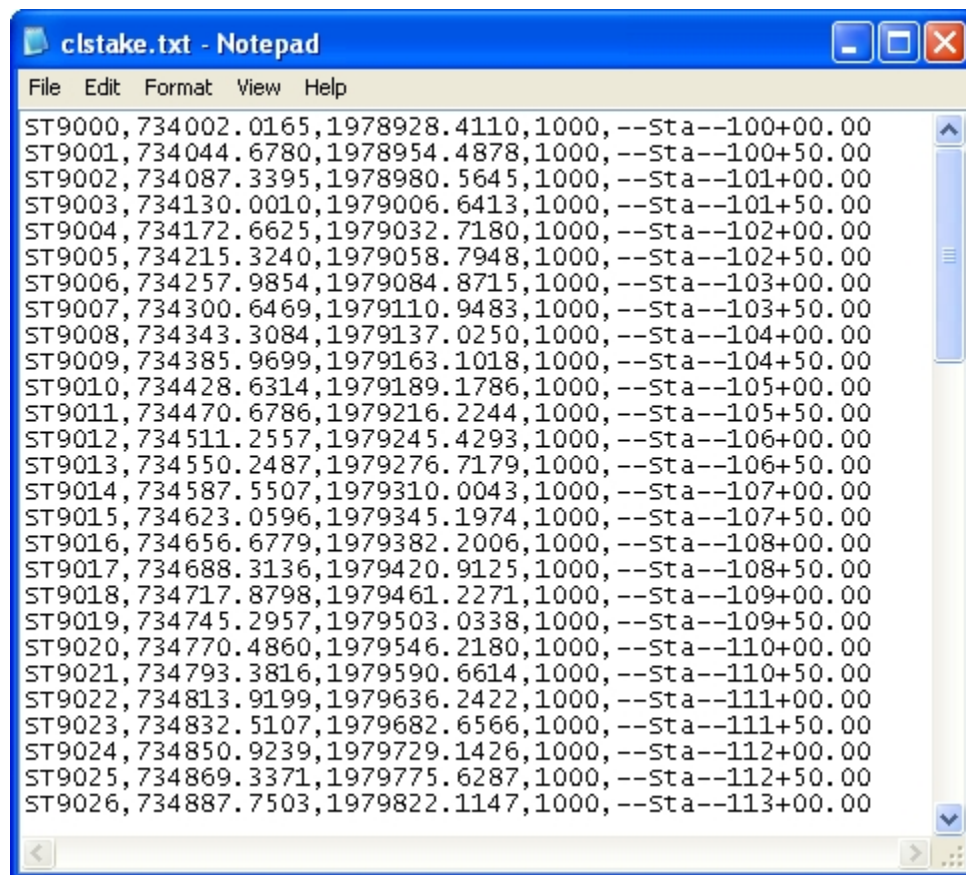 clstake.txt - Notepad
File Edit Format View Help
ST9000,734002.0165,1978928.4110,1000,--Sta--100+00.00
ST9001,734044.6780,1978954.4878,1000,--Sta--100+50.00
ST9002,734087.3395,1978980.5645,1000,--Sta--101+00.00
ST9003,734130.0010,1979006.6413,1000,--Sta--101+50.00
ST9004,734172.6625,1979032.7180,1000,--Sta--102+00.00
ST9005,734215.3240,1979058.7948,1000,--Sta--102+50.00
ST9006,734257.9854,1979084.8715,1000,--Sta--103+00.00
ST9007,734300.6469,1979110.9483,1000,--Sta--103+50.00
ST9008,734343.3084,1979137.0250,1000,--Sta--104+00.00
ST9009,734385.9699,1979163.1018,1000,--Sta--104+50.00
ST9010,734428.6314,1979189.1786,1000,--Sta--105+00.00
ST9011,734470.6786,1979216.2244,1000,--Sta--105+50.00
ST9012,734511.2557,1979245.4293,1000,--Sta--106+00.00
ST9013,734550.2487,1979276.7179,1000,--Sta--106+50.00
ST9014,734587.5507,1979310.0043,1000,--Sta--107+00.00
ST9015,734623.0596,1979345.1974,1000,--Sta--107+50.00
ST9016,734656.6779,1979382.2006,1000,--Sta--108+00.00
ST9017,734688.3136,1979420.9125,1000,--Sta--108+50.00
ST9018,734717.8798,1979461.2271,1000,--Sta--109+00.00
ST9019,734745.2957,1979503.0338,1000,--Sta--109+50.00
ST9020,734770.4860,1979546.2180,1000,--Sta--110+00.00
ST9021,734793.3816,1979590.6614,1000,--Sta--110+50.00
ST9022,734813.9199,1979636.2422,1000,--Sta--111+00.00
ST9023,734832.5107,1979682.6566,1000,--Sta--111+50.00
ST9024,734850.9239,1979729.1426,1000,--Sta--112+00.00
ST9025,734869.3371,1979775.6287,1000,--Sta--112+50.00
ST9026,734887.7503,1979822.1147,1000,--Sta--113+00.00